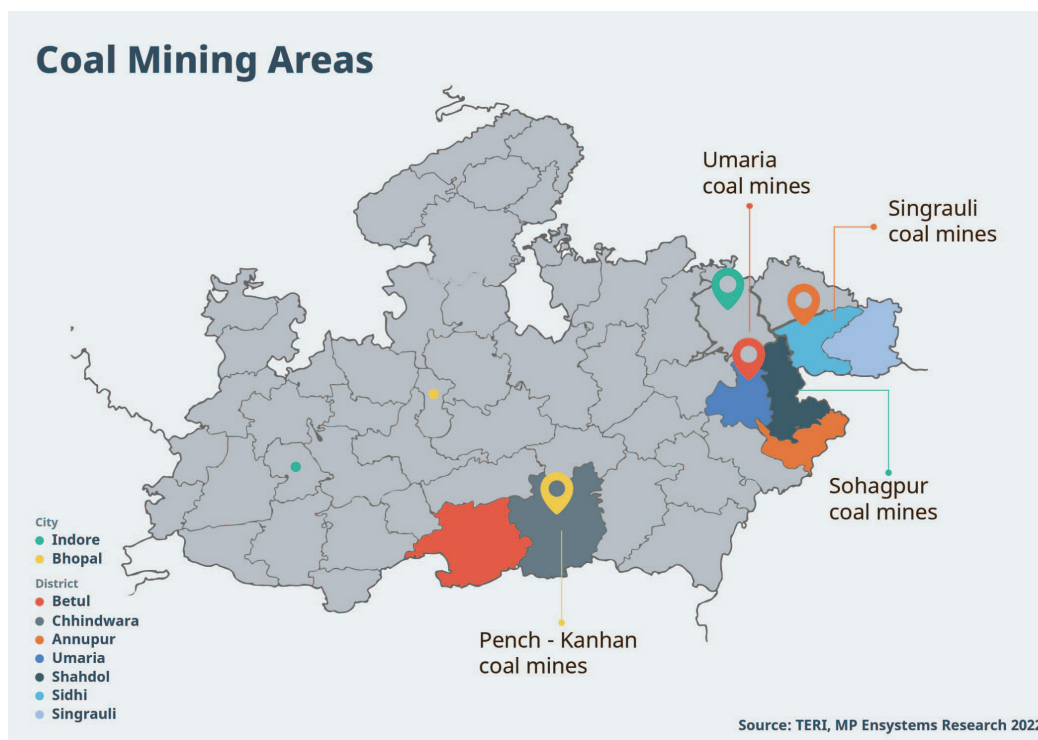 Coal Mining Areas
Umaria
coal mines
Singrauli
coal mines
Sohagpur
coal mines
Pench - Kanhan
coal mines
City
Indore
Bhopal
District
Betul
Chhindwara
Annupur
Umaria
Shahdol
Sidhi
Singrauli
Source: TERI, MP Ensystems Research 2022